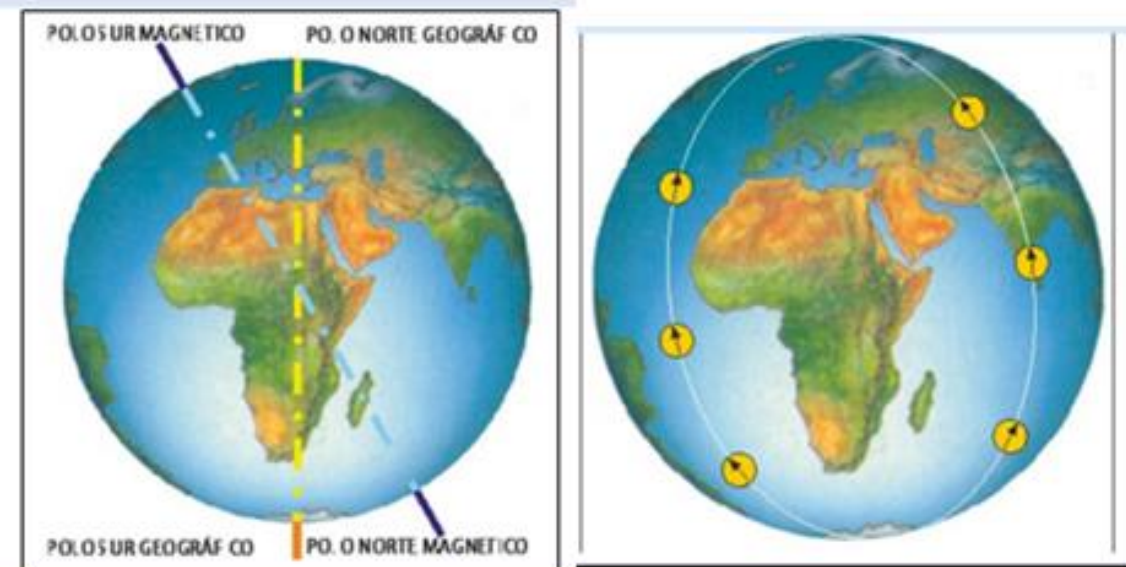 POLO SUR MAGNETICO
PO. O NORTE GEOGRÁF CO
POLO SUR GEOGRÁF CO
PO. O NORTE MAGNETICO